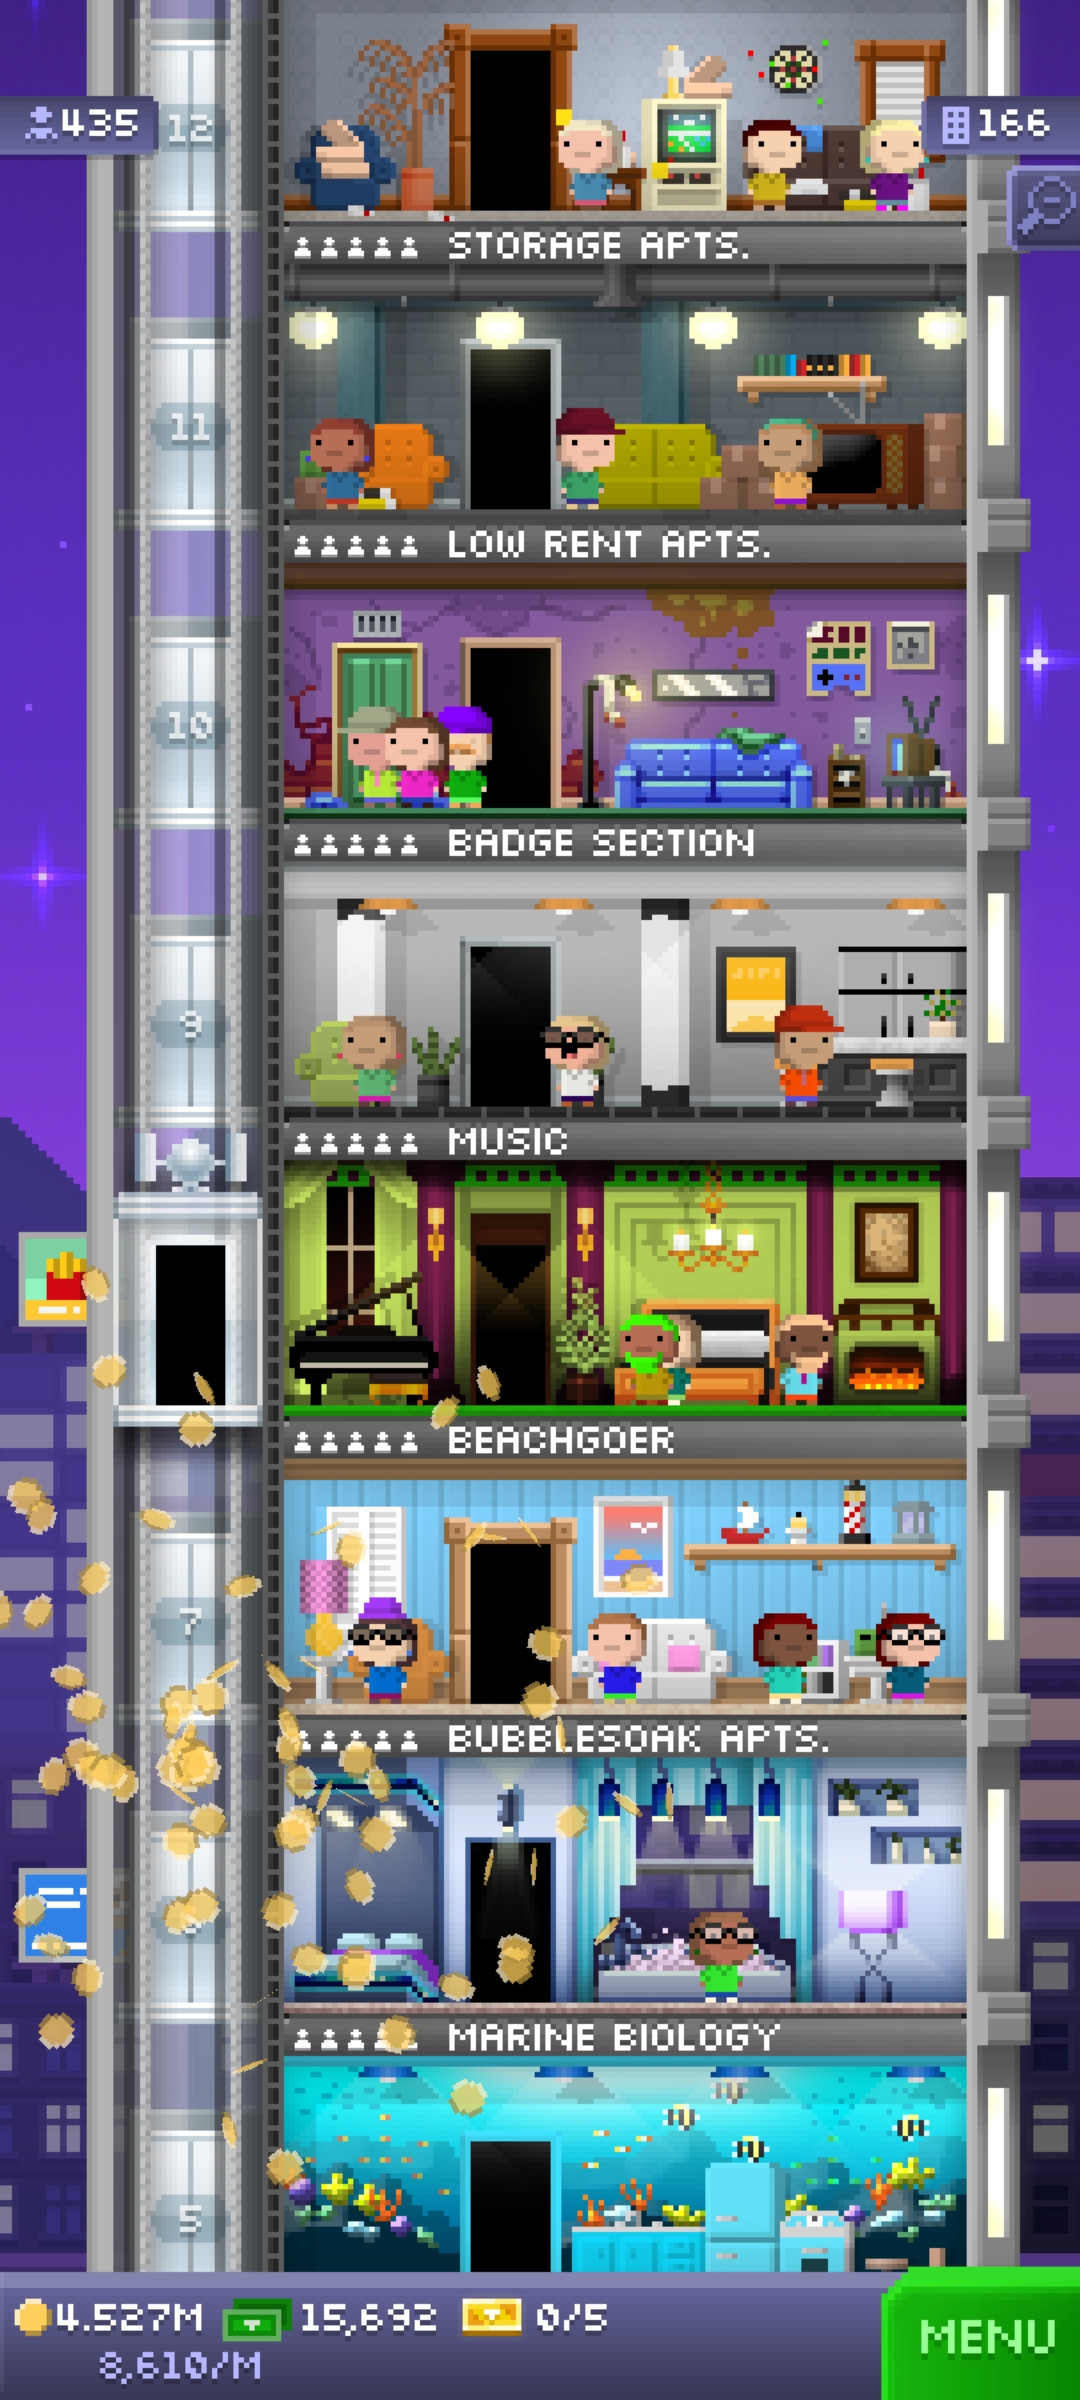 435
12
166
STORAGE APTS.
11
LOW RENT APTS.
10
BADGE SECTION
9
MUSIC
BEACHGOER
7
BUBBLESOAK APTS.
MARINE BIOLOGY
5
4.527M 15,692 0/5
8,610/M
MENU